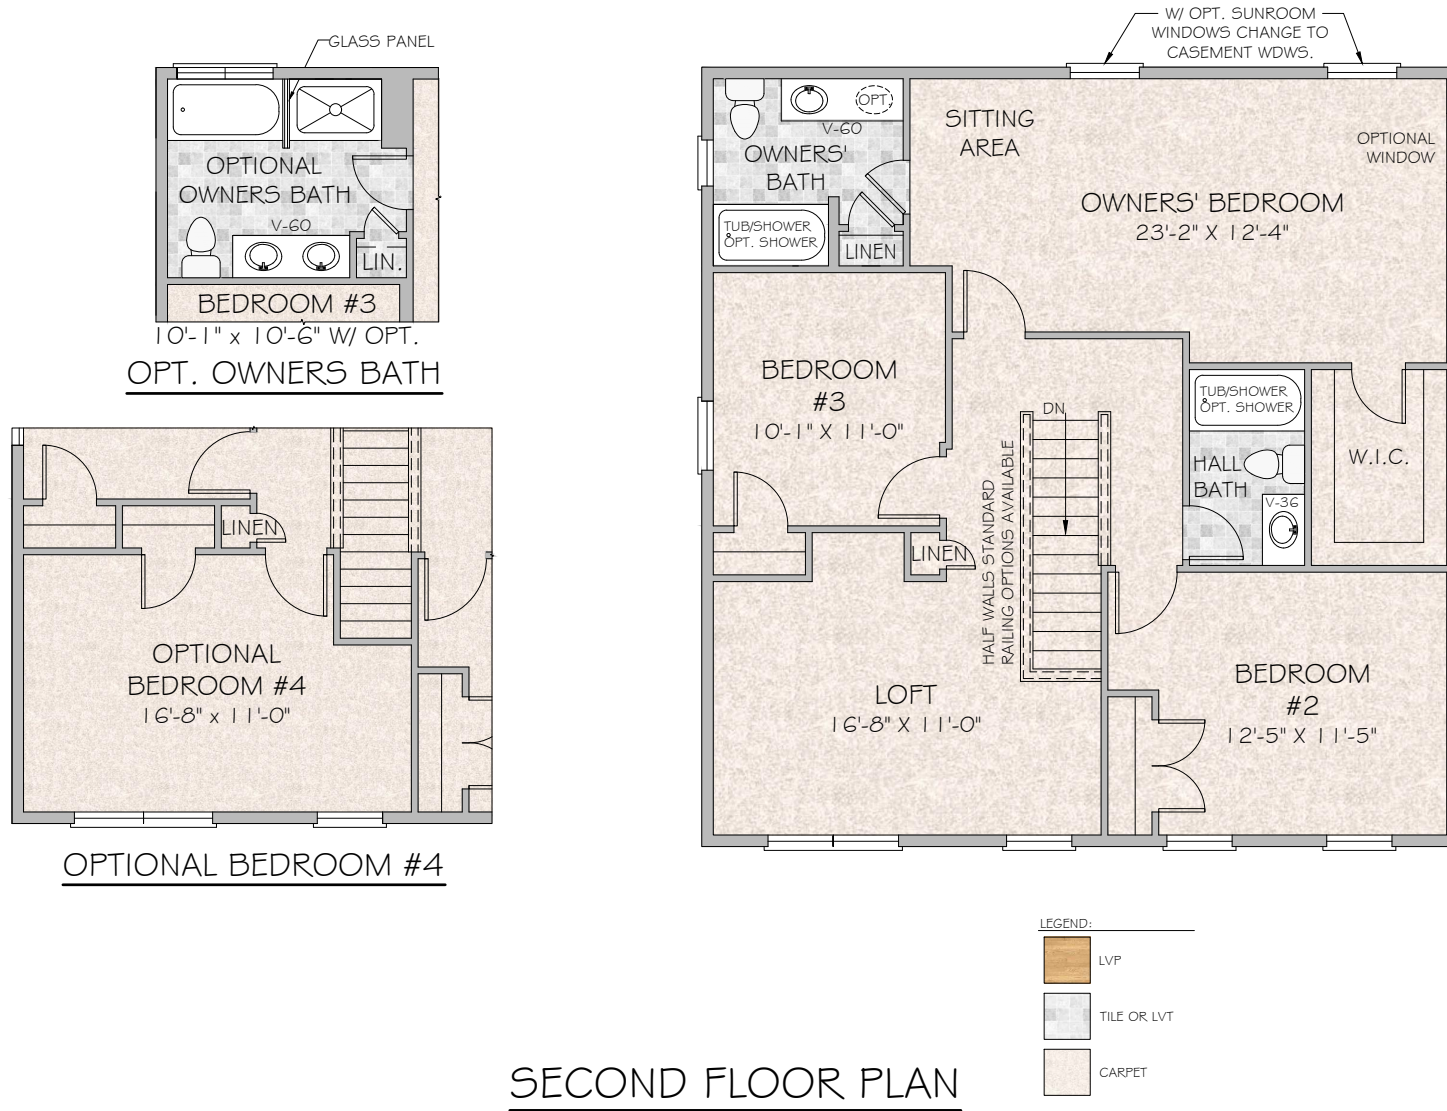 GLASS PANEL
OPTIONAL
OWNERS BATH
V-60
LIN.
BEDROOM #3
10'-1" x 10'-6" W/ OPT.
OPT. OWNERS BATH
LINEN
OPTIONAL
BEDROOM #4
16'-8" x 11'-0"
OPTIONAL BEDROOM #4
W/ OPT. SUNROOM
WINDOWS CHANGE TO
CASEMENT WDWS.
OPT.
V-60
OWNERS'
BATH
TUB/SHOWER
OPT. SHOWER
LINEN
SITTING
AREA
OPTIONAL
WINDOW
OWNERS' BEDROOM
23'-2" X 12'-4"
BEDROOM
#3
10'-1" X 11'-0"
DN
HALF WALLS STANDARD
RAILING OPTIONS AVAILABLE
TUB/SHOWER
OPT. SHOWER
HALL
BATH
V-36
W.I.C.
LINEN
LOFT
16'-8" X 11'-0"
BEDROOM
#2
12'-5" X 11'-5"
LEGEND:
LVP
TILE OR LVT
CARPET
SECOND FLOOR PLAN